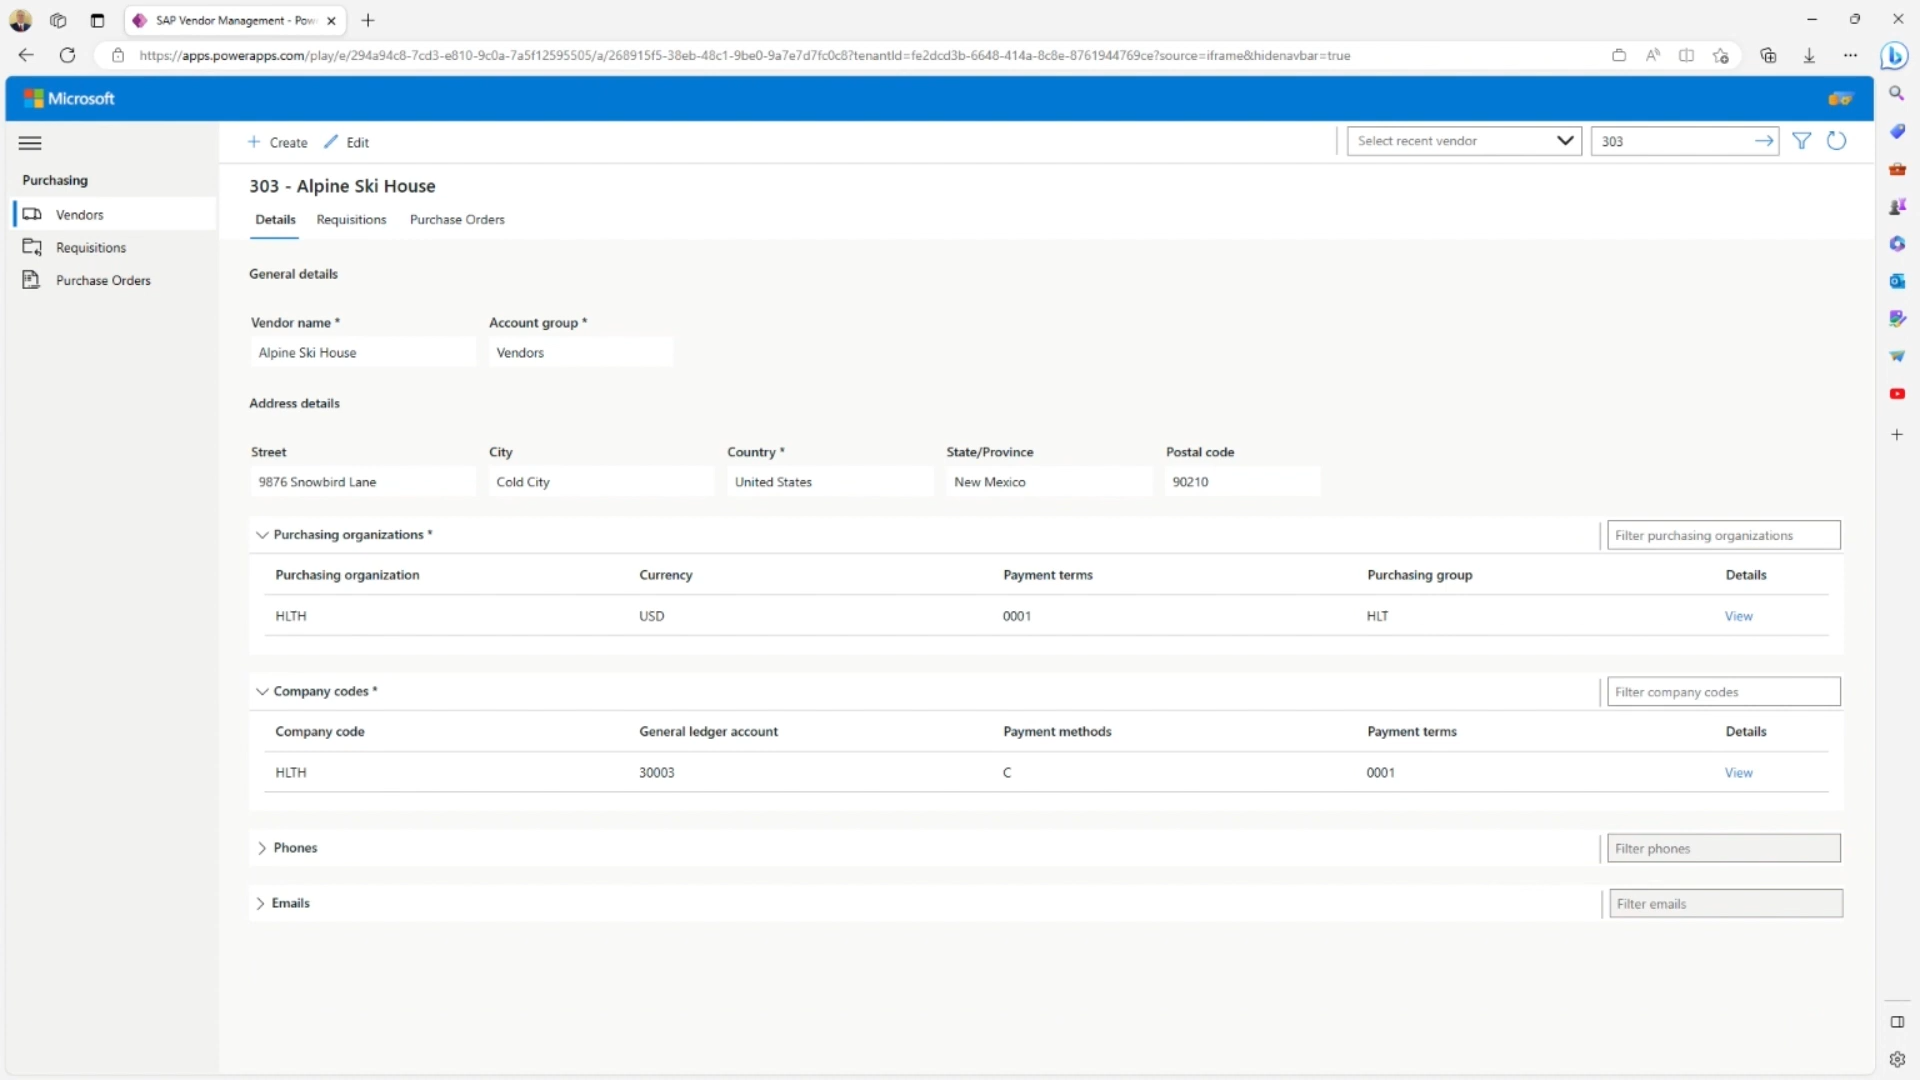 SAP Vendor Management - Pow
https://apps.powerapps.com/play/e/294a94c8-7cd3-e810-9c0a-7a5f12595505/a/268915f5-38eb-48c1-9be0-9a7e7d7fc0c8?tenantId=fe2dcd3b-6648-414a-8c8e-8761944769ce?source=iframe&hidenavbar=true
Microsoft
Create Edit Select recent vendor 303
Purchasing
Vendors
Requisitions
Purchase Orders
303 - Alpine Ski House
Details Requisitions Purchase Orders
General details
Vendor name * Account group *
Alpine Ski House Vendors
Address details
Street City Country * State/Province Postal code
9876 Snowbird Lane Cold City United States New Mexico 90210
Purchasing organizations * Filter purchasing organizations
Purchasing organization Currency Payment terms Purchasing group Details
HLTH USD 0001 HLT View
Company codes * Filter company codes
Company code General ledger account Payment methods Payment terms Details
HLTH 30003 C 0001 View
Phones Filter phones
Emails Filter emails